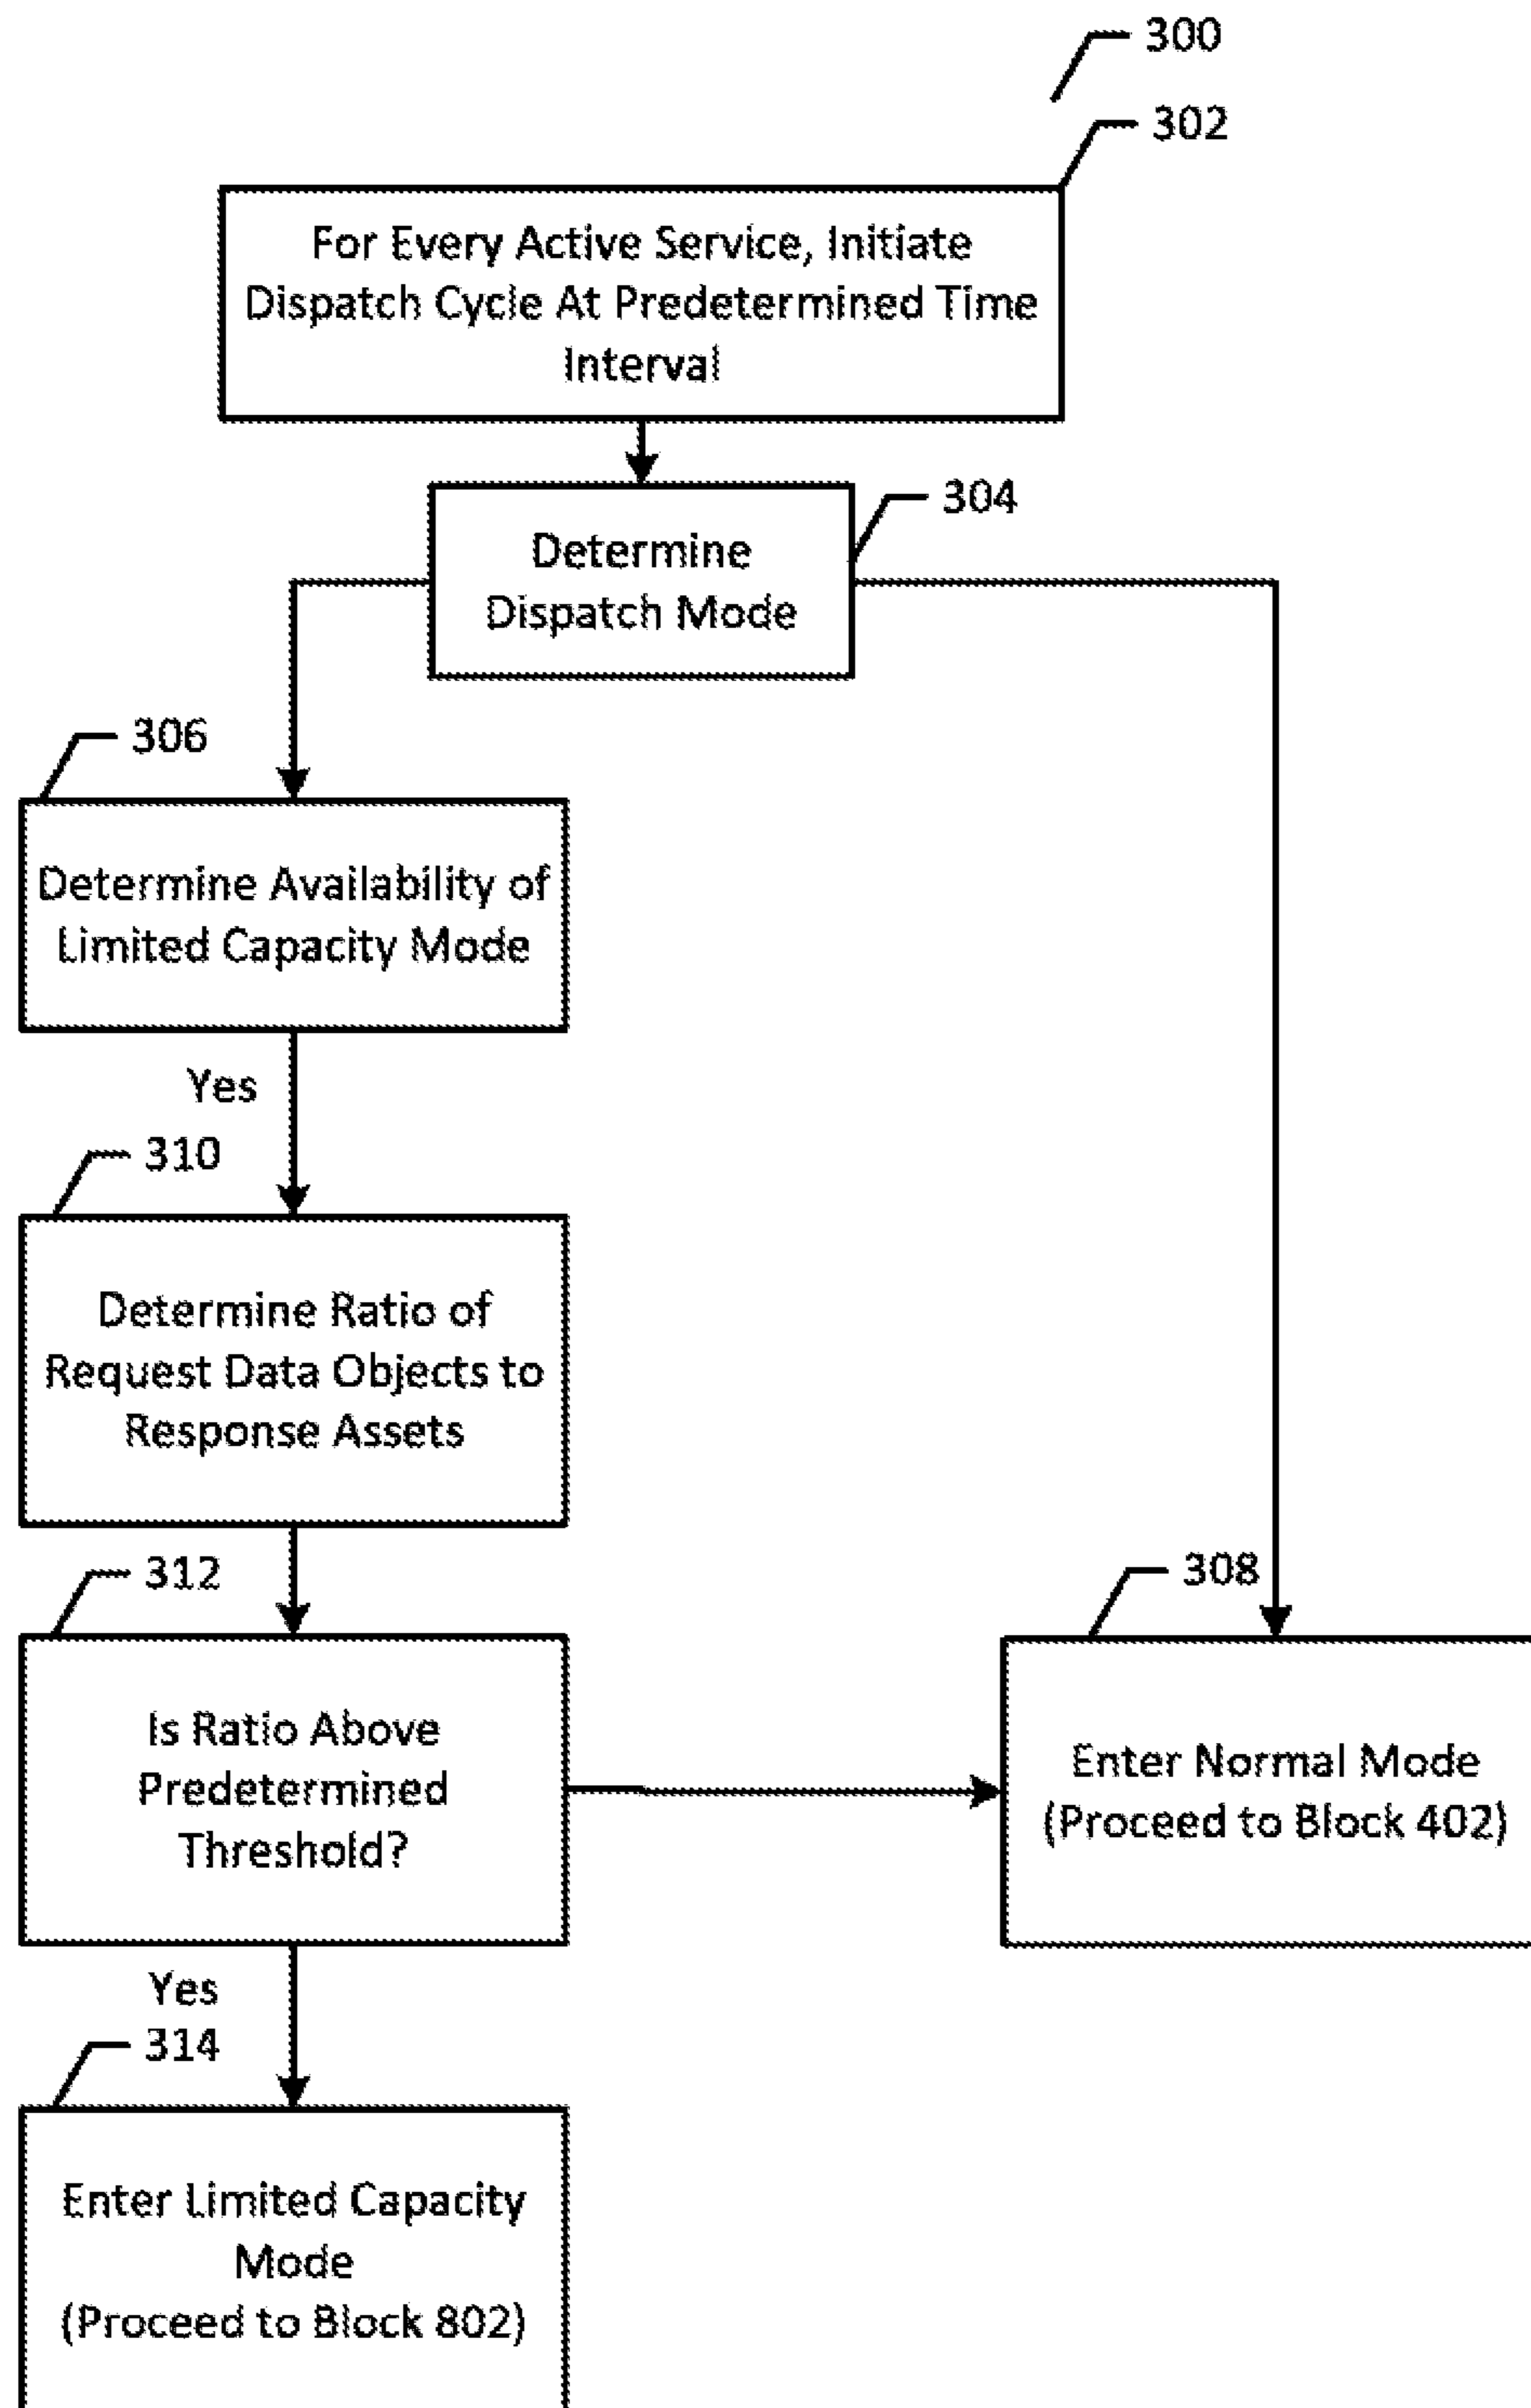 300
302
For Every Active Service, Initiate
Dispatch Cycle At Predetermined Time
Interval
304
Determine
Dispatch Mode
306
Determine Availability of
Limited Capacity Mode
Yes
310
Determine Ratio of
Request Data Objects to
Response Assets
312
Is Ratio Above
Predetermined
Threshold?
308
Enter Normal Mode
(Proceed to Block 402)
Yes
314
Enter Limited Capacity
Mode
(Proceed to Block 802)